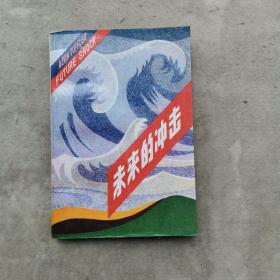 ALVIN TOFFLER
FUTURE SHOCK
未来的冲击